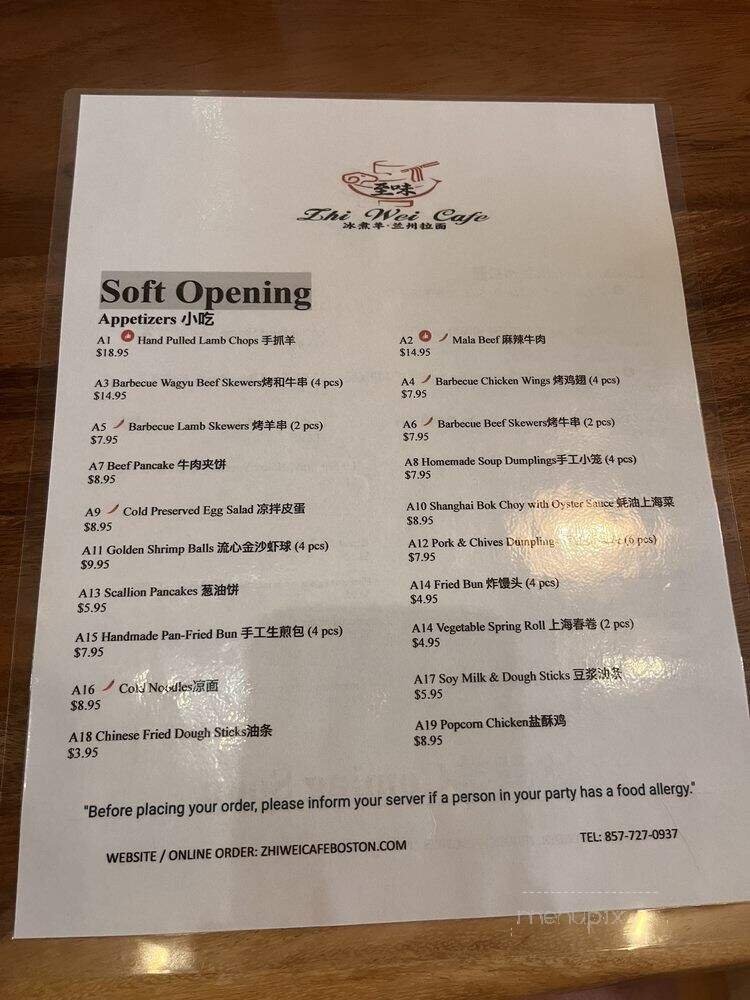 至味
Zhi Wei Cafe
冰煮羊·兰州拉面
Soft Opening
Appetizers 小吃
A1 Hand Pulled Lamb Chops 手抓羊
$18.95
A2 Mala Beef 麻辣牛肉
$14.95
A3 Barbecue Wagyu Beef Skewers烤和牛串 (4 pcs)
$14.95
A4 Barbecue Chicken Wings 烤鸡翅 (4 pcs)
$7.95
A5 Barbecue Lamb Skewers 烤羊串 (2 pcs)
$7.95
A6 Barbecue Beef Skewers烤牛串 (2 pcs)
$7.95
A7 Beef Pancake 牛肉夹饼
$8.95
A8 Homemade Soup Dumplings手工小笼 (4 pcs)
$7.95
A9 Cold Preserved Egg Salad 凉拌皮蛋
$8.95
A10 Shanghai Bok Choy with Oyster Sauce 蚝油上海菜
$8.95
A11 Golden Shrimp Balls 流心金沙虾球 (4 pcs)
$9.95
A12 Pork & Chives Dumpling (6 pcs)
$7.95
A13 Scallion Pancakes 葱油饼
$5.95
A14 Fried Bun 炸馒头 (4 pcs)
$4.95
A15 Handmade Pan-Fried Bun 手工生煎包 (4 pcs)
$7.95
A14 Vegetable Spring Roll 上海春卷 (2 pcs)
$4.95
A16 Cold Noodles凉面
$8.95
A17 Soy Milk & Dough Sticks 豆浆油条
$5.95
A18 Chinese Fried Dough Sticks油条
$3.95
A19 Popcorn Chicken盐酥鸡
$8.95
"Before placing your order, please inform your server if a person in your party has a food allergy."
WEBSITE / ONLINE ORDER: ZHIWEICAFEBOSTON.COM
TEL: 857-727-0937
menupix